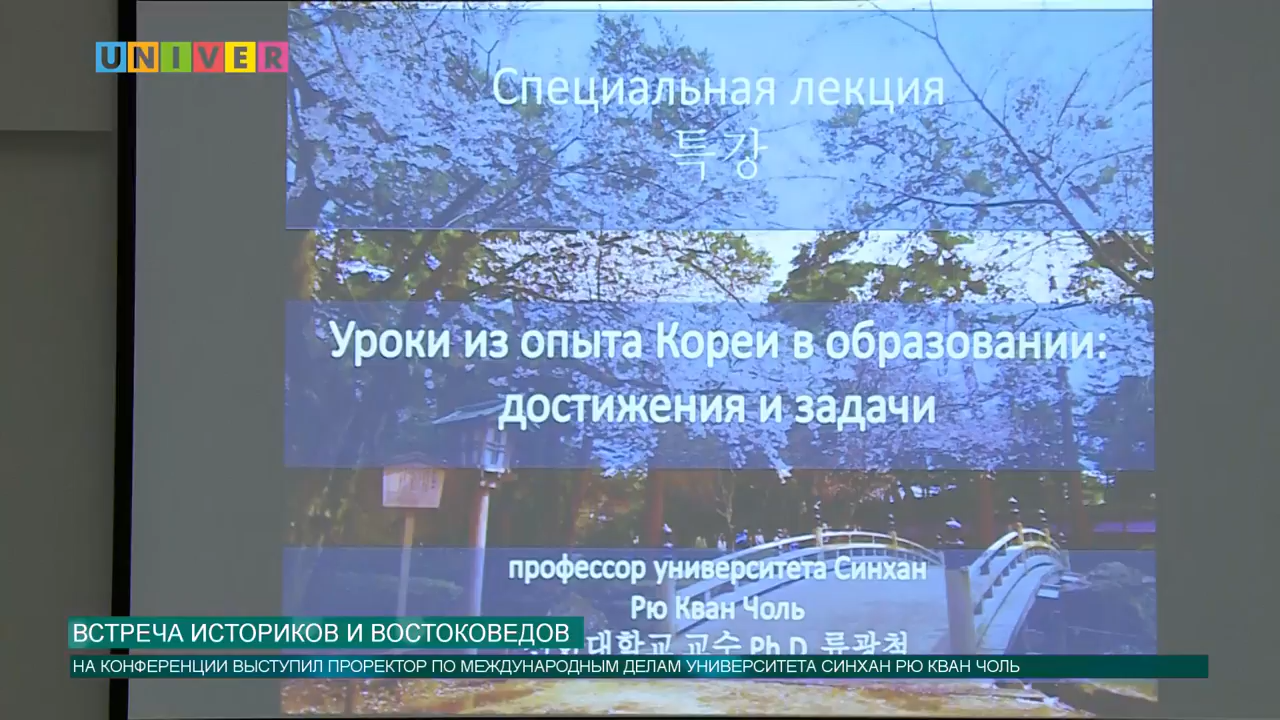 UNIVER
Специальная лекция
특강
Уроки из опыта Кореи в образовании:
достижения и задачи
профессор университета Синхан
Рю Кван Чоль
대학교 교수 Ph.D. 류광철
ВСТРЕЧА ИСТОРИКОВ И ВОСТОКОВЕДОВ
НА КОНФЕРЕНЦИИ ВЫСТУПИЛ ПРОРЕКТОР ПО МЕЖДУНАРОДНЫМ ДЕЛАМ УНИВЕРСИТЕТА СИНХАН РЮ КВАН ЧОЛЬ